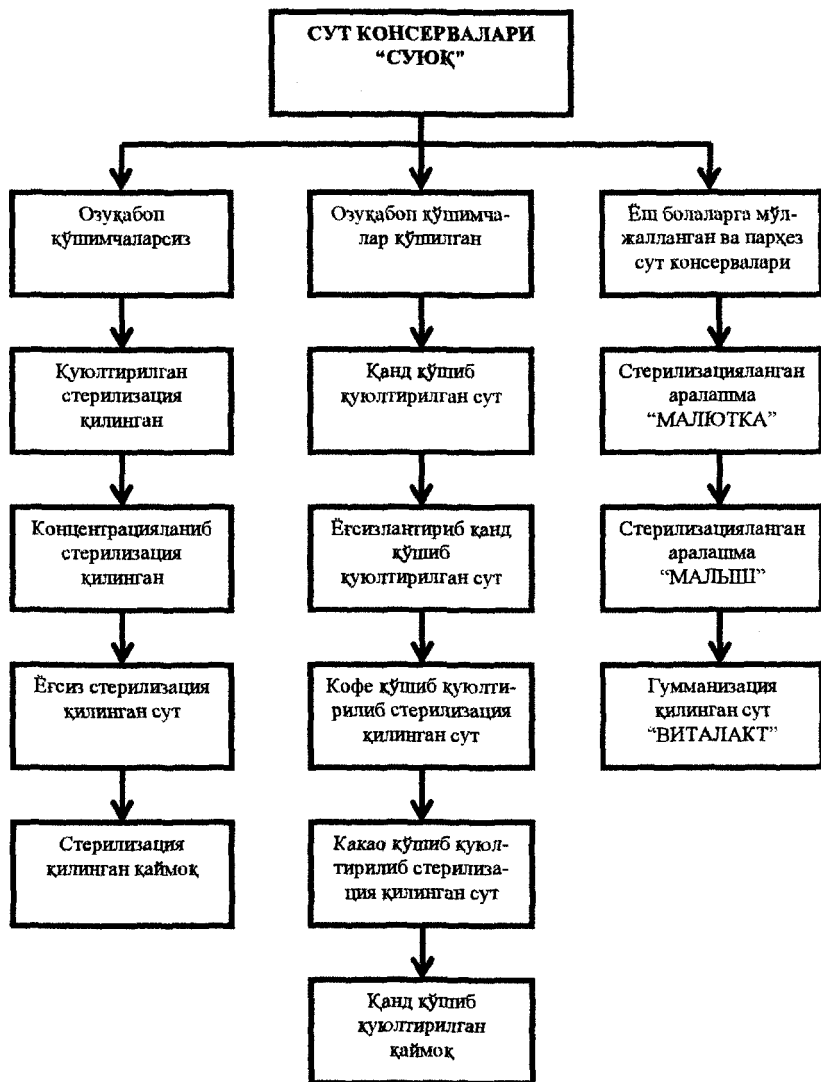 СУТ КОНСЕРВАЛАРИ
“СУЮҚ”
Озуқабоп
қўшимчаларсиз
Озуқабоп қўшимча-
лар қўшилган
Ёш болаларга мўл-
жалланган ва парҳез
сут консервалари
Қуюлтирилган
стерилизация
қилинган
Қанд қўшиб
қуюлтирилган сут
Стерилизацияланган
аралашма
“МАЛЮТКА”
Концентрацияланиб
стерилизация
қилинган
Ёғсизлантириб қанд
қўшиб
қуюлтирилган сут
Стерилизацияланган
аралашма
“МАЛЫШ”
Ёғсиз стерилизация
қилинган сут
Кофе қўшиб қуюлти-
рилиб стерилизация
қилинган сут
Гумманизация
қилинган сут
“ВИТАЛАКТ”
Стерилизация
қилинган қаймоқ
Какао қўшиб қуюл-
тирилиб стерилиза-
ция қилинган сут
Қанд қўшиб
қуюлтирилган
қаймоқ